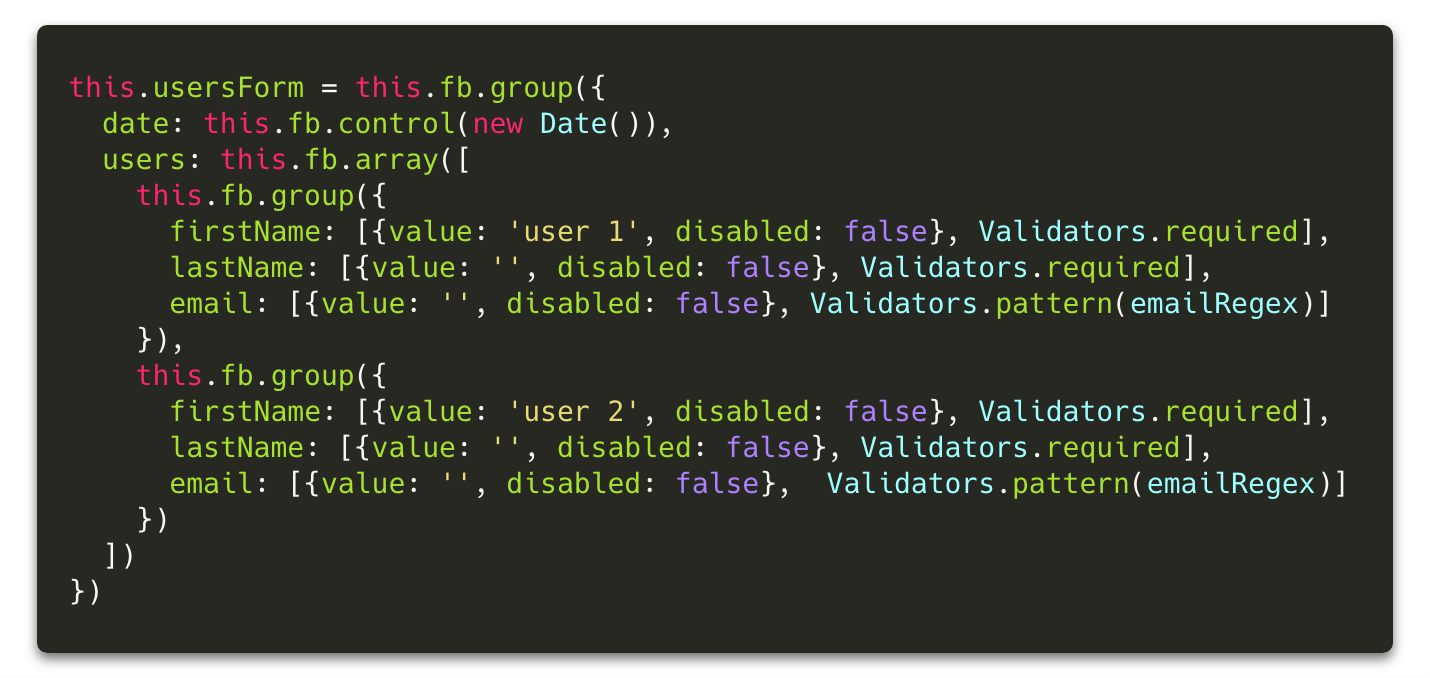 this.usersForm = this.fb.group({
  date: this.fb.control(new Date()),
  users: this.fb.array([
    this.fb.group({
      firstName: [{value: 'user 1', disabled: false}, Validators.required],
      lastName: [{value: '', disabled: false}, Validators.required],
      email: [{value: '', disabled: false}, Validators.pattern(emailRegex)]
    }),
    this.fb.group({
      firstName: [{value: 'user 2', disabled: false}, Validators.required],
      lastName: [{value: '', disabled: false}, Validators.required],
      email: [{value: '', disabled: false},  Validators.pattern(emailRegex)]
    })
  ])
})